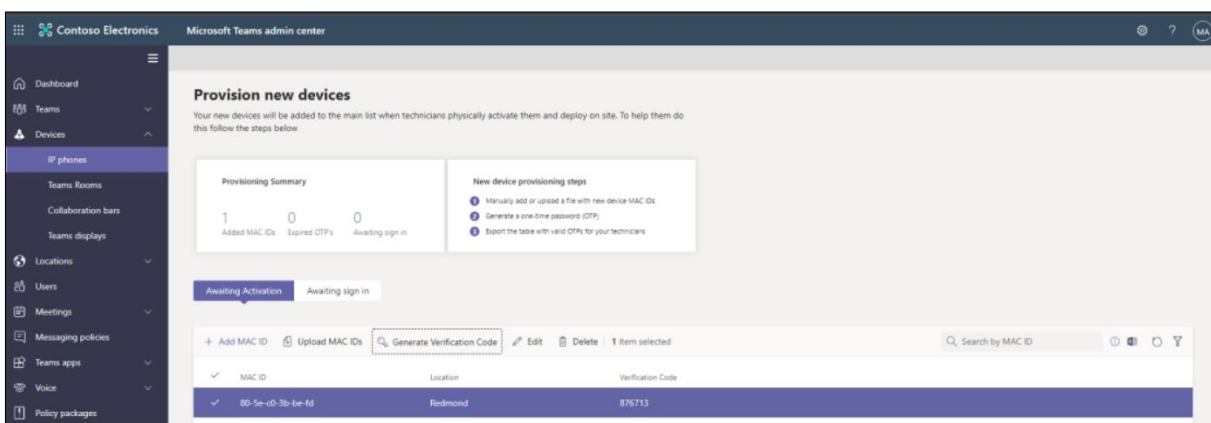 Contoso Electronics
Microsoft Teams admin center
?
MA
Dashboard
Teams
Devices
IP phones
Teams Rooms
Collaboration bars
Teams displays
Locations
Users
Meetings
Messaging policies
Teams apps
Voice
Policy packages
Provision new devices
Your new devices will be added to the main list when technicians physically activate them and deploy on site. To help them do
this follow the steps below
Provisioning Summary
1
Added MAC IDs
0
Expired OTP's
0
Awaiting sign in
New device provisioning steps
1 Manually add or upload a file with new device MAC IDs
2 Generate a one-time password (OTP)
3 Export the table with valid OTPs for your technicians
Awaiting Activation
Awaiting sign in
+ Add MAC ID
Upload MAC IDs
Generate Verification Code
Edit
Delete
1 item selected
Search by MAC ID
MAC ID
Location
Verification Code
80-5e-c0-3b-be-fd
Redmond
876713